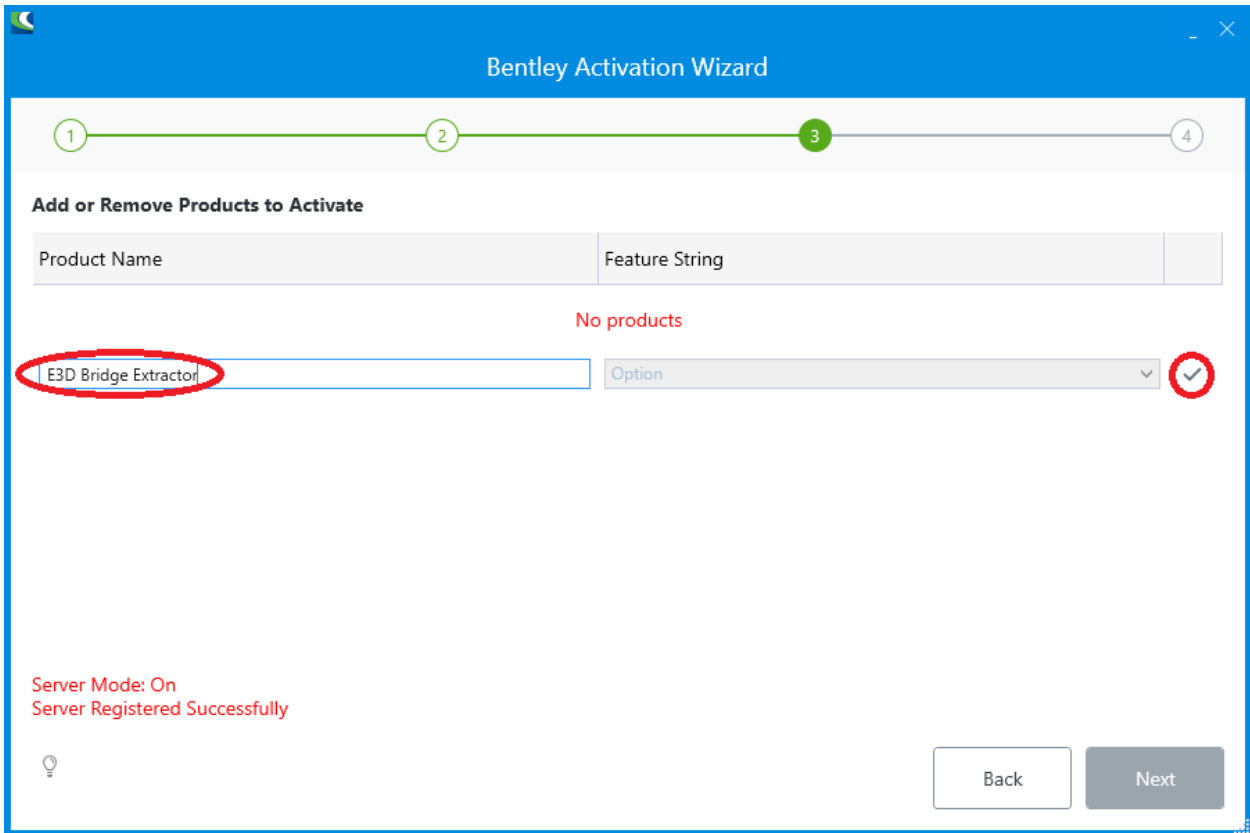 Bentley Activation Wizard
1 2 3 4
Add or Remove Products to Activate
Product Name Feature String
No products
E3D Bridge Extractor Option
Server Mode: On
Server Registered Successfully
Back Next